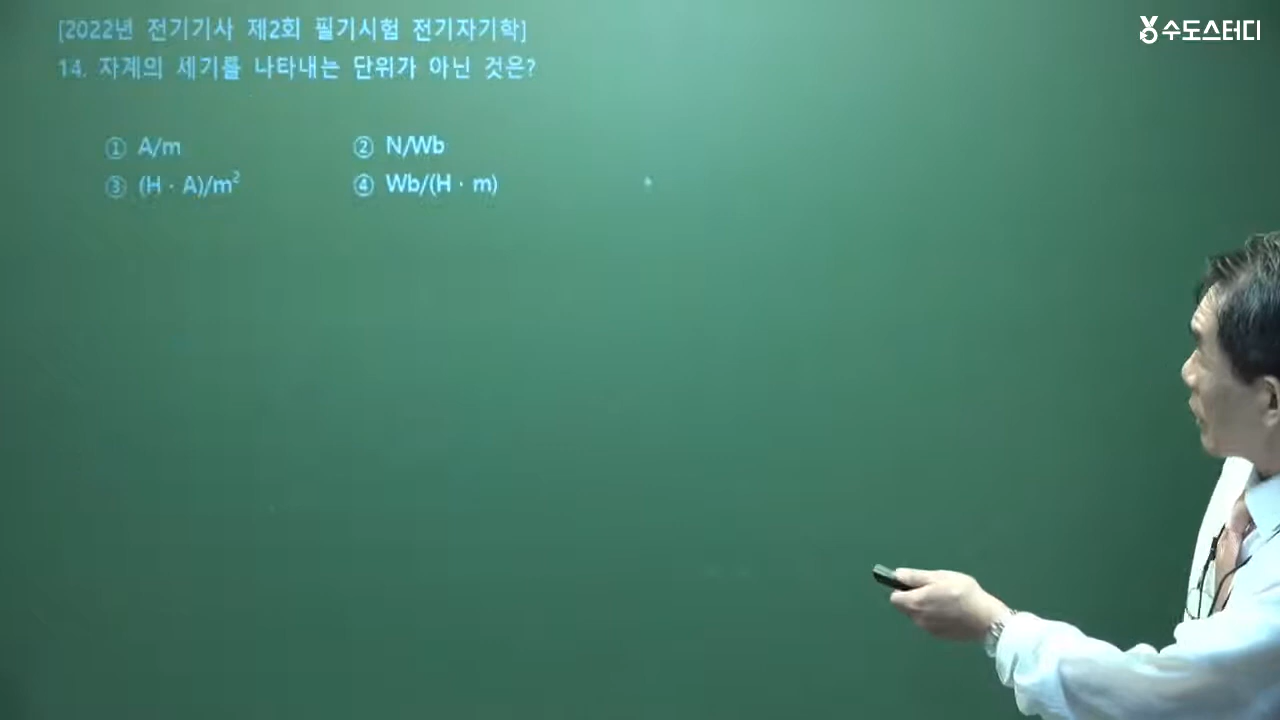 [2022년 전기기사 제2회 필기시험 전기자기학]
수도스터디
14. 자계의 세기를 나타내는 단위가 아닌 것은?
① A/m ② N/Wb
③ (H · A)/m² ④ Wb/(H · m)